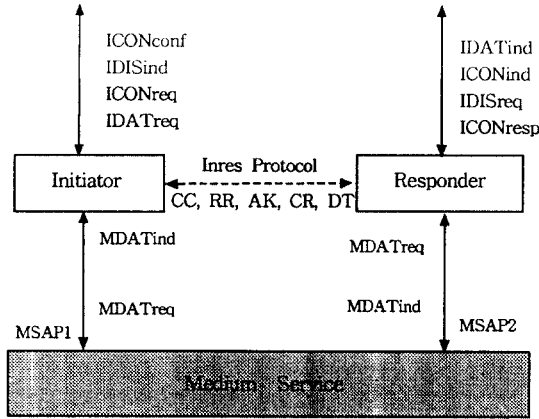 ICONconf
IDISind
ICONreq
IDATreq
IDATind
ICONind
IDISreq
ICONresp
Initiator
Inres Protocol
CC, RR, AK, CR, DT
Responder
MDATind
MDATreq
MSAP1
MDATreq
MDATind
MSAP2
Medium Service